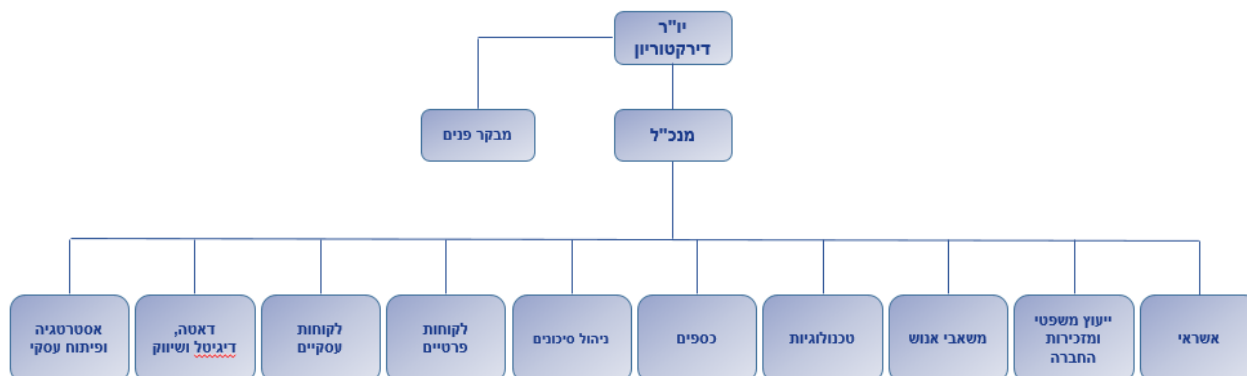 יו"ר
דירקטוריון
מנכ"ל
מבקר פנים
אשראי
ייעוץ משפטי
ומזכירות
החברה
משאבי אנוש
טכנולוגיות
כספים
ניהול סיכונים
לקוחות
פרטיים
לקוחות
עסקיים
דאטה,
דיגיטל ושיווק
אסטרטגיה
ופיתוח עסקי